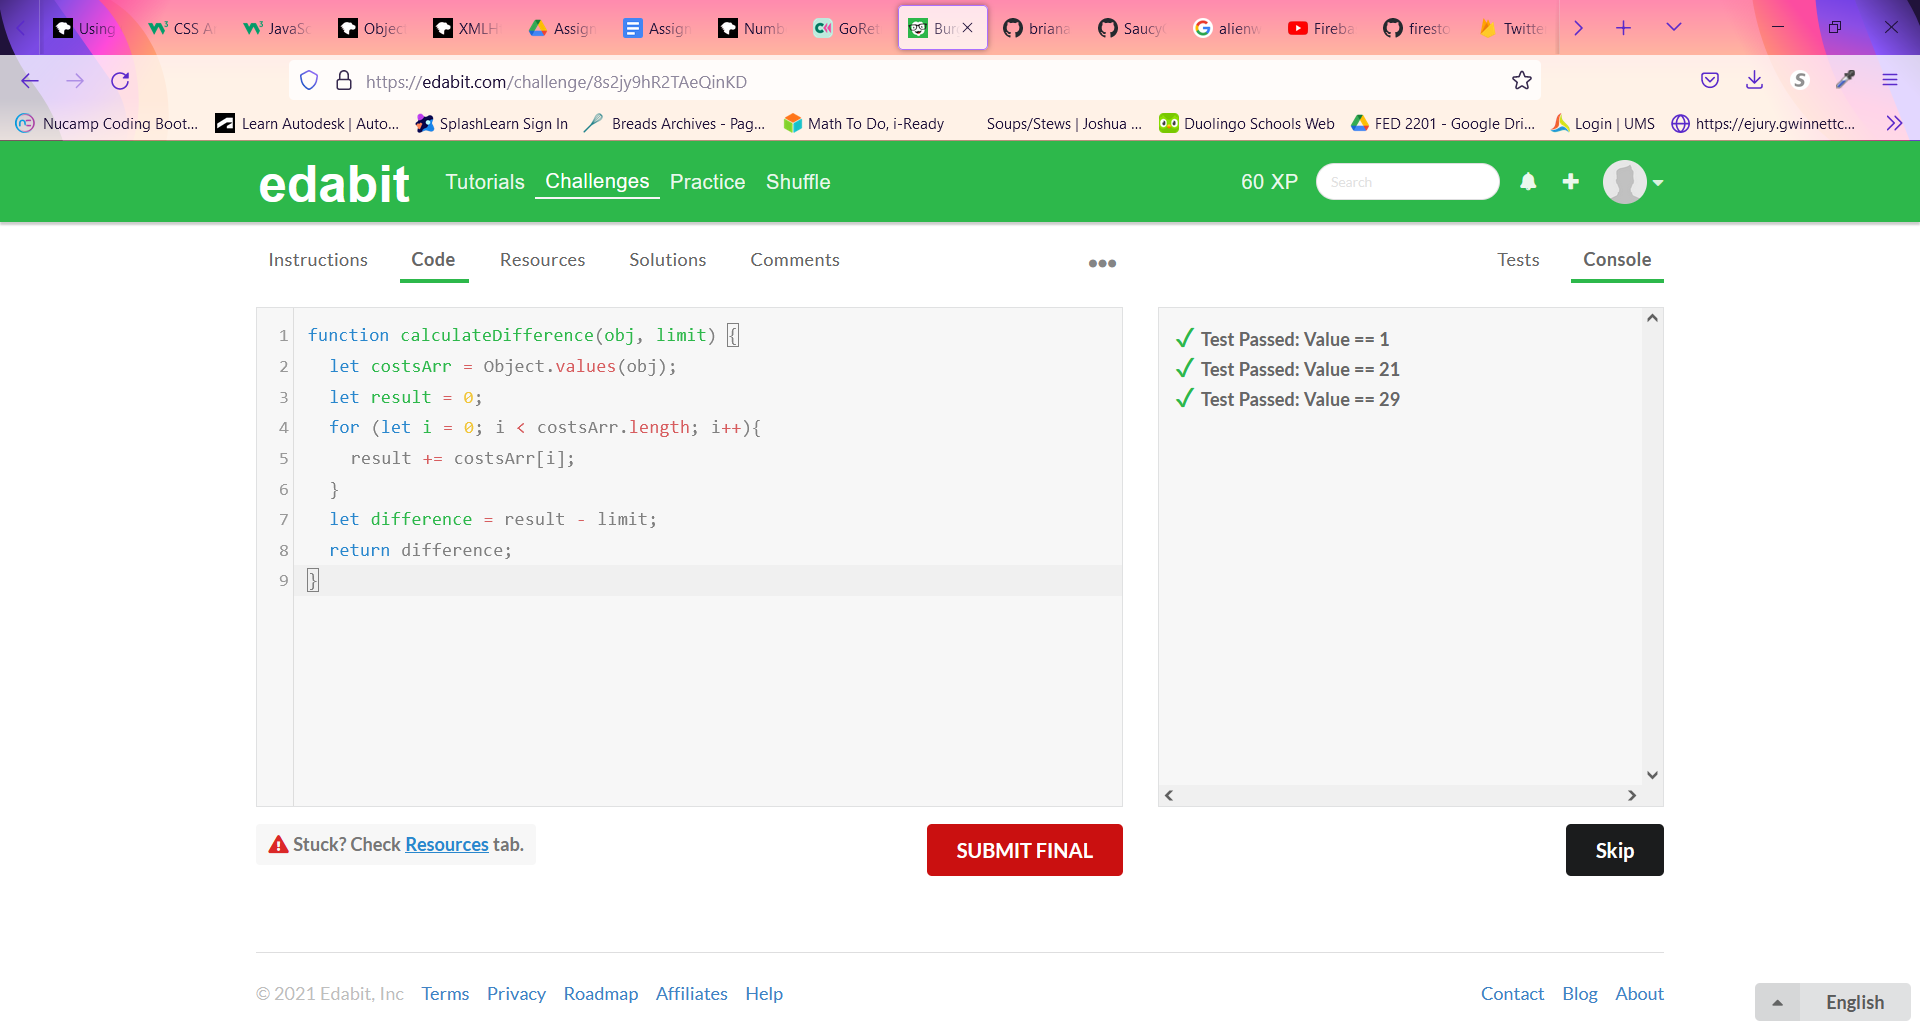 Using
CSS A
JavaSc
Objec
XMLH
Assign
Assign
Numb
GoRet
Bur
briana
Saucy
alienw
Fireba
firesto
Twitte
https://edabit.com/challenge/8s2jy9hR2TAeQinKD
Nucamp Coding Boot... Learn Autodesk | Auto... SplashLearn Sign In Breads Archives - Pag... Math To Do, i-Ready Soups/Stews | Joshua ... Duolingo Schools Web FED 2201 - Google Dri... Login | UMS https://ejury.gwinnettc...
edabit Tutorials Challenges Practice Shuffle 60 XP Search
Instructions Code Resources Solutions Comments Tests Console
1 function calculateDifference(obj, limit) {
2 let costsArr = Object.values(obj);
3 let result = 0;
4 for (let i = 0; i < costsArr.length; i++){
5 result += costsArr[i];
6 }
7 let difference = result - limit;
8 return difference;
9 }
✓ Test Passed: Value == 1
✓ Test Passed: Value == 21
✓ Test Passed: Value == 29
Stuck? Check Resources tab.
SUBMIT FINAL
Skip
© 2021 Edabit, Inc Terms Privacy Roadmap Affiliates Help Contact Blog About
English